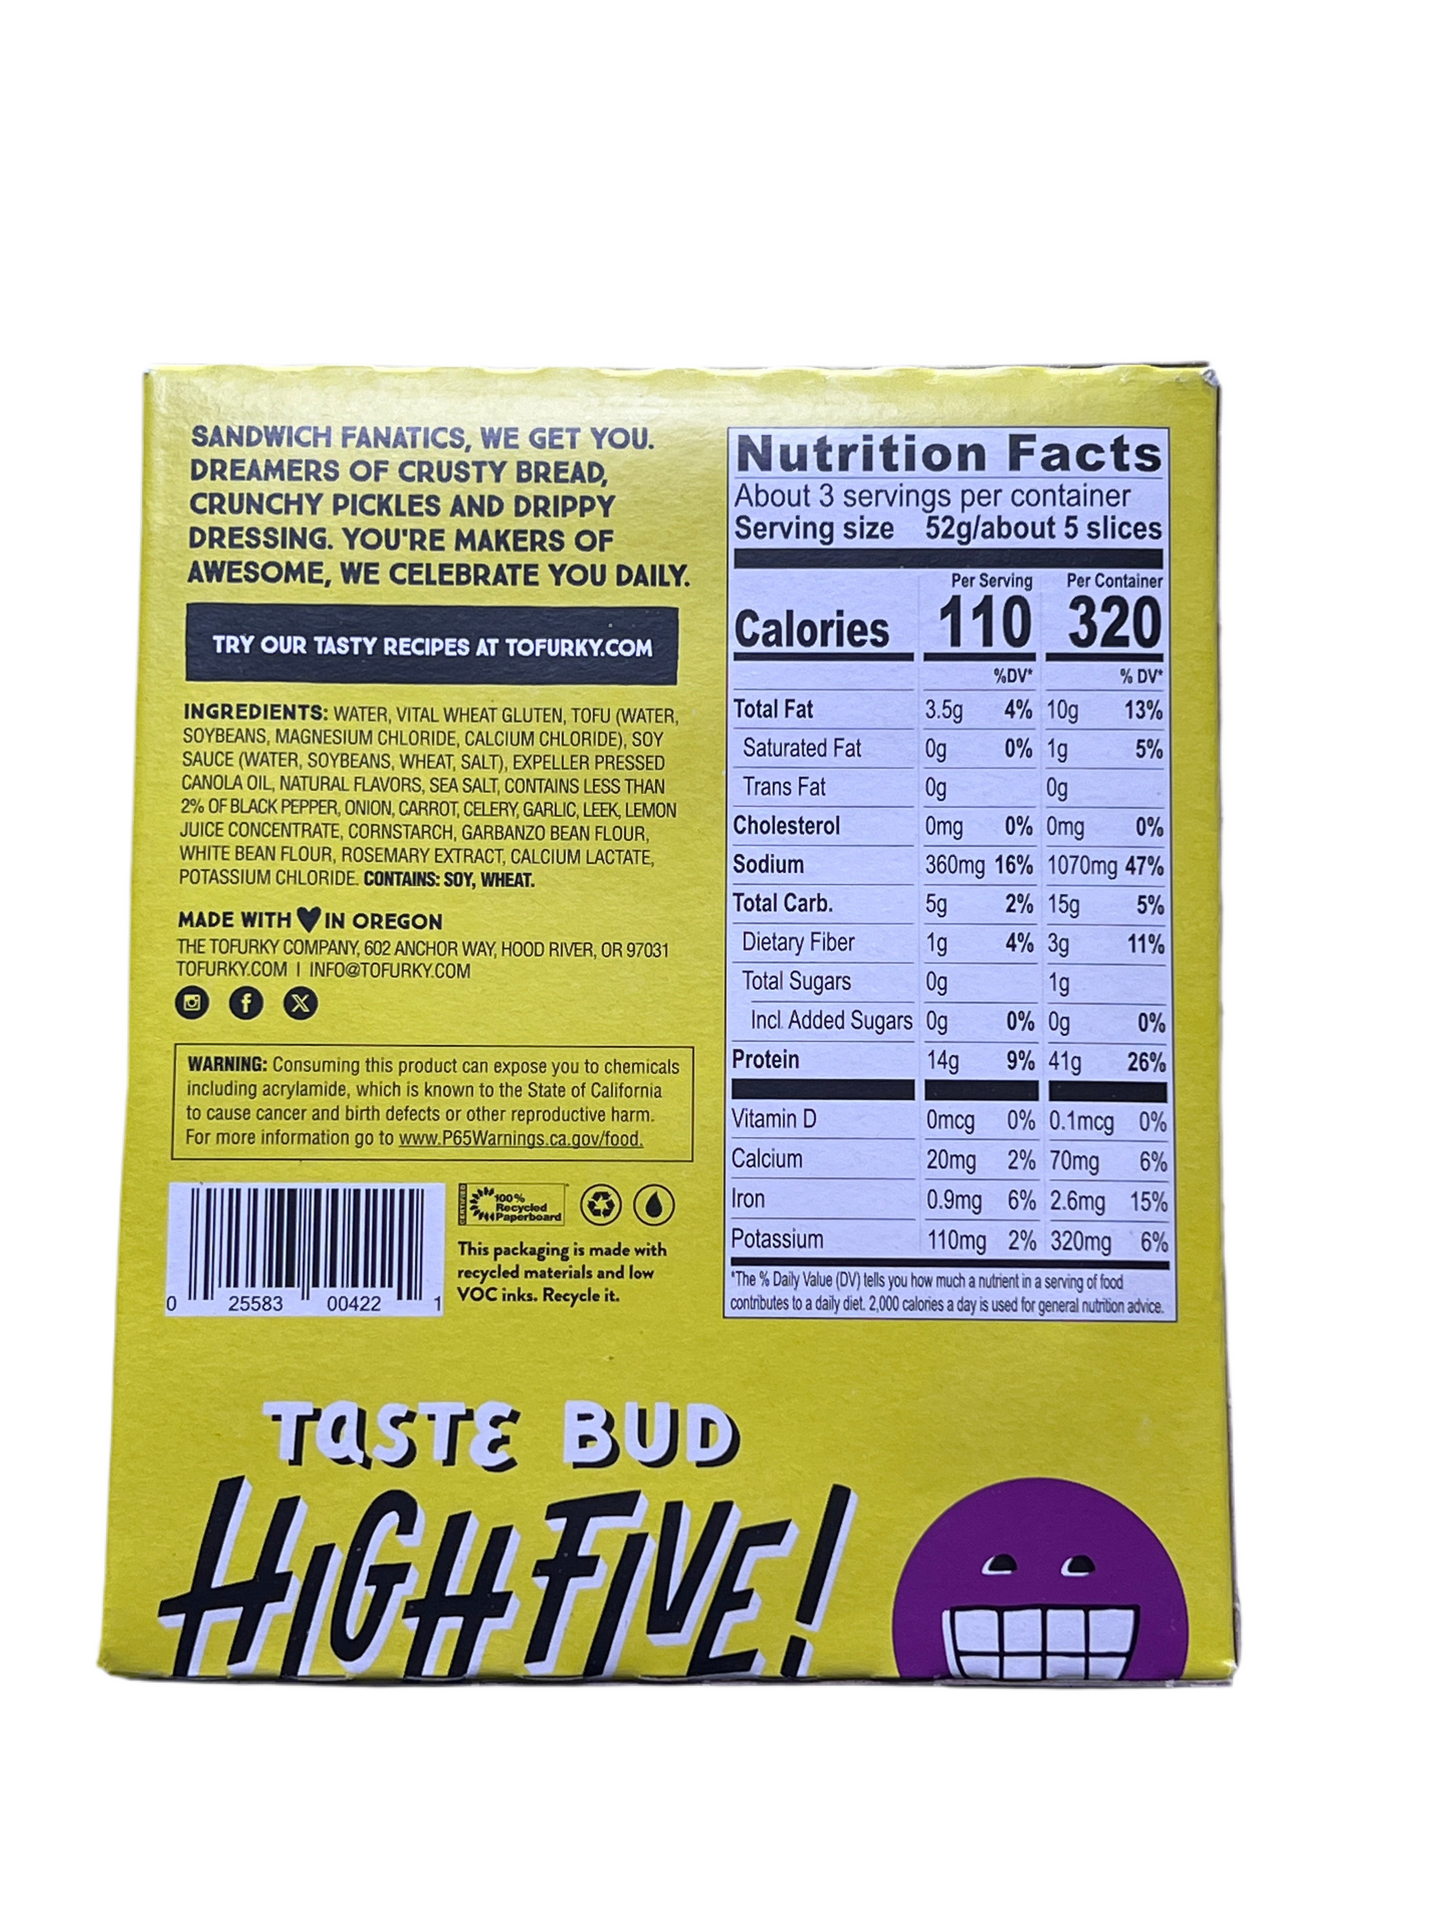 SANDWICH FANATICS, WE GET YOU.
DREAMERS OF CRUSTY BREAD,
CRUNCHY PICKLES AND DRIPPY
DRESSING. YOU'RE MAKERS OF
AWESOME, WE CELEBRATE YOU DAILY.
TRY OUR TASTY RECIPES AT TOFURKY.COM
INGREDIENTS: WATER, VITAL WHEAT GLUTEN, TOFU (WATER,
SOYBEANS, MAGNESIUM CHLORIDE, CALCIUM CHLORIDE), SOY
SAUCE (WATER, SOYBEANS, WHEAT, SALT), EXPELLER PRESSED
CANOLA OIL, NATURAL FLAVORS, SEA SALT, CONTAINS LESS THAN
2% OF BLACK PEPPER, ONION, CARROT, CELERY, GARLIC, LEEK, LEMON
JUICE CONCENTRATE, CORNSTARCH, GARBANZO BEAN FLOUR,
WHITE BEAN FLOUR, ROSEMARY EXTRACT, CALCIUM LACTATE,
POTASSIUM CHLORIDE. CONTAINS: SOY, WHEAT.
MADE WITH IN OREGON
THE TOFURKY COMPANY, 602 ANCHOR WAY, HOOD RIVER, OR 97031
TOFURKY.COM | INFO@TOFURKY.COM
WARNING: Consuming this product can expose you to chemicals
including acrylamide, which is known to the State of California
to cause cancer and birth defects or other reproductive harm.
For more information go to www.P65Warnings.ca.gov/food.
0 25583 00422 1
CERTIFIED
100%
Recycled
Paperboard
This packaging is made with
recycled materials and low
VOC inks. Recycle it.
Nutrition Facts
About 3 servings per container
Serving size 52g/about 5 slices
Per Serving Per Container
Calories 110 320
%DV* % DV*
Total Fat 3.5g 4% 10g 13%
Saturated Fat 0g 0% 1g 5%
Trans Fat 0g 0g
Cholesterol 0mg 0% 0mg 0%
Sodium 360mg 16% 1070mg 47%
Total Carb. 5g 2% 15g 5%
Dietary Fiber 1g 4% 3g 11%
Total Sugars 0g 1g
Incl. Added Sugars 0g 0% 0g 0%
Protein 14g 9% 41g 26%
Vitamin D 0mcg 0% 0.1mcg 0%
Calcium 20mg 2% 70mg 6%
Iron 0.9mg 6% 2.6mg 15%
Potassium 110mg 2% 320mg 6%
*The % Daily Value (DV) tells you how much a nutrient in a serving of food
contributes to a daily diet. 2,000 calories a day is used for general nutrition advice.
TASTE BUD
HIGH FIVE!